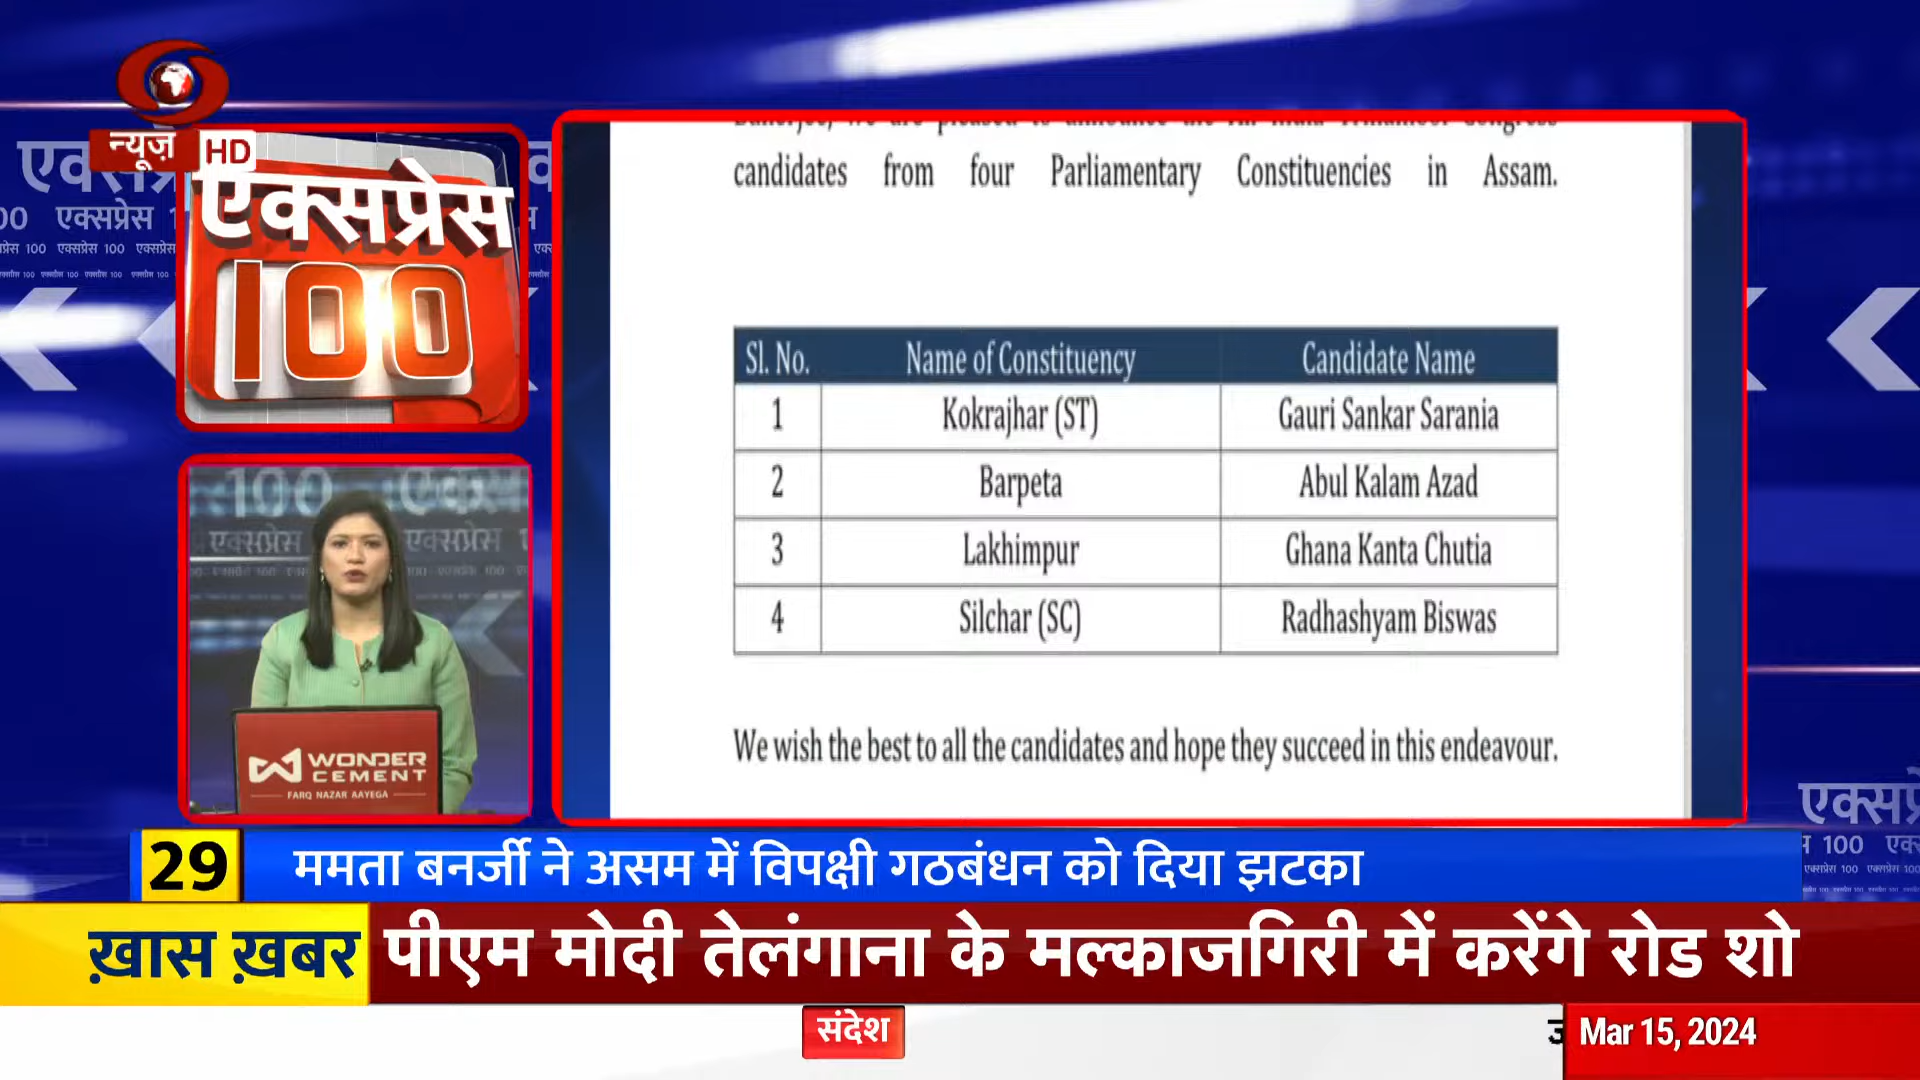 न्यूज़ HD
एक्सप्रेस
100
candidates from four Parliamentary Constituencies in Assam.
Sl. No. Name of Constituency Candidate Name
1 Kokrajhar (ST) Gauri Sankar Sarania
2 Barpeta Abul Kalam Azad
3 Lakhimpur Ghana Kanta Chutia
4 Silchar (SC) Radhashyam Biswas
We wish the best to all the candidates and hope they succeed in this endeavour.
WONDER
CEMENT
FARQ NAZAR AAYEGA
29 ममता बनर्जी ने असम में विपक्षी गठबंधन को दिया झटका
ख़ास ख़बर पीएम मोदी तेलंगाना के मल्काजगिरी में करेंगे रोड शो
संदेश
Mar 15, 2024